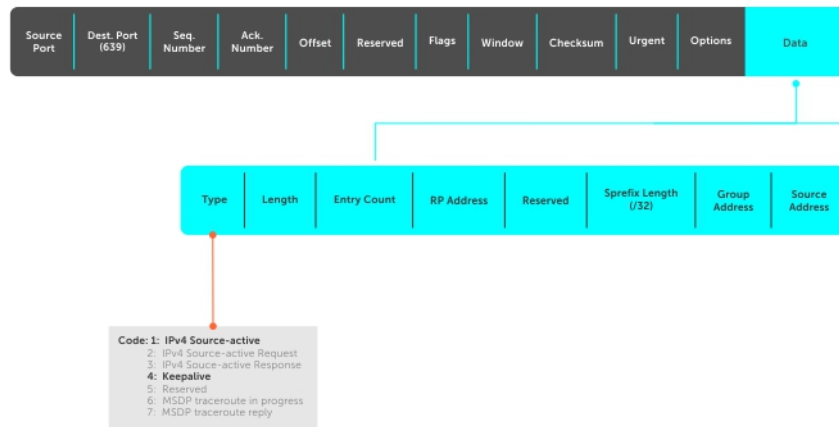 Source Port
Dest. Port (639)
Seq. Number
Ack. Number
Offset
Reserved
Flags
Window
Checksum
Urgent
Options
Data
Type
Length
Entry Count
RP Address
Reserved
Sprefix Length (/32)
Group Address
Source Address
Code: 1: IPv4 Source-active
2: IPv4 Source-active Request
3: IPv4 Souce-active Response
4: Keepalive
5: Reserved
6: MSDP traceroute in progress
7: MSDP traceroute reply